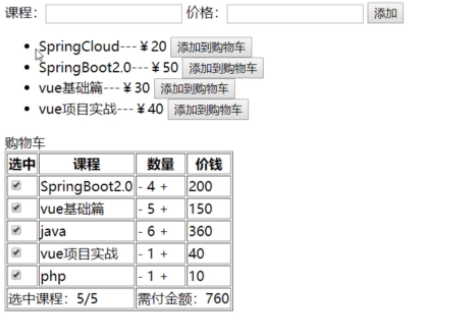 课程： 价格： 添加
SpringCloud---￥20 添加到购物车
SpringBoot2.0---￥50 添加到购物车
vue基础篇---￥30 添加到购物车
vue项目实战---￥40 添加到购物车
购物车
选中 课程 数量 价钱
SpringBoot2.0 - 4 + 200
vue基础篇 - 5 + 150
java - 6 + 360
vue项目实战 - 1 + 40
php - 1 + 10
选中课程：5/5 需付金额：760